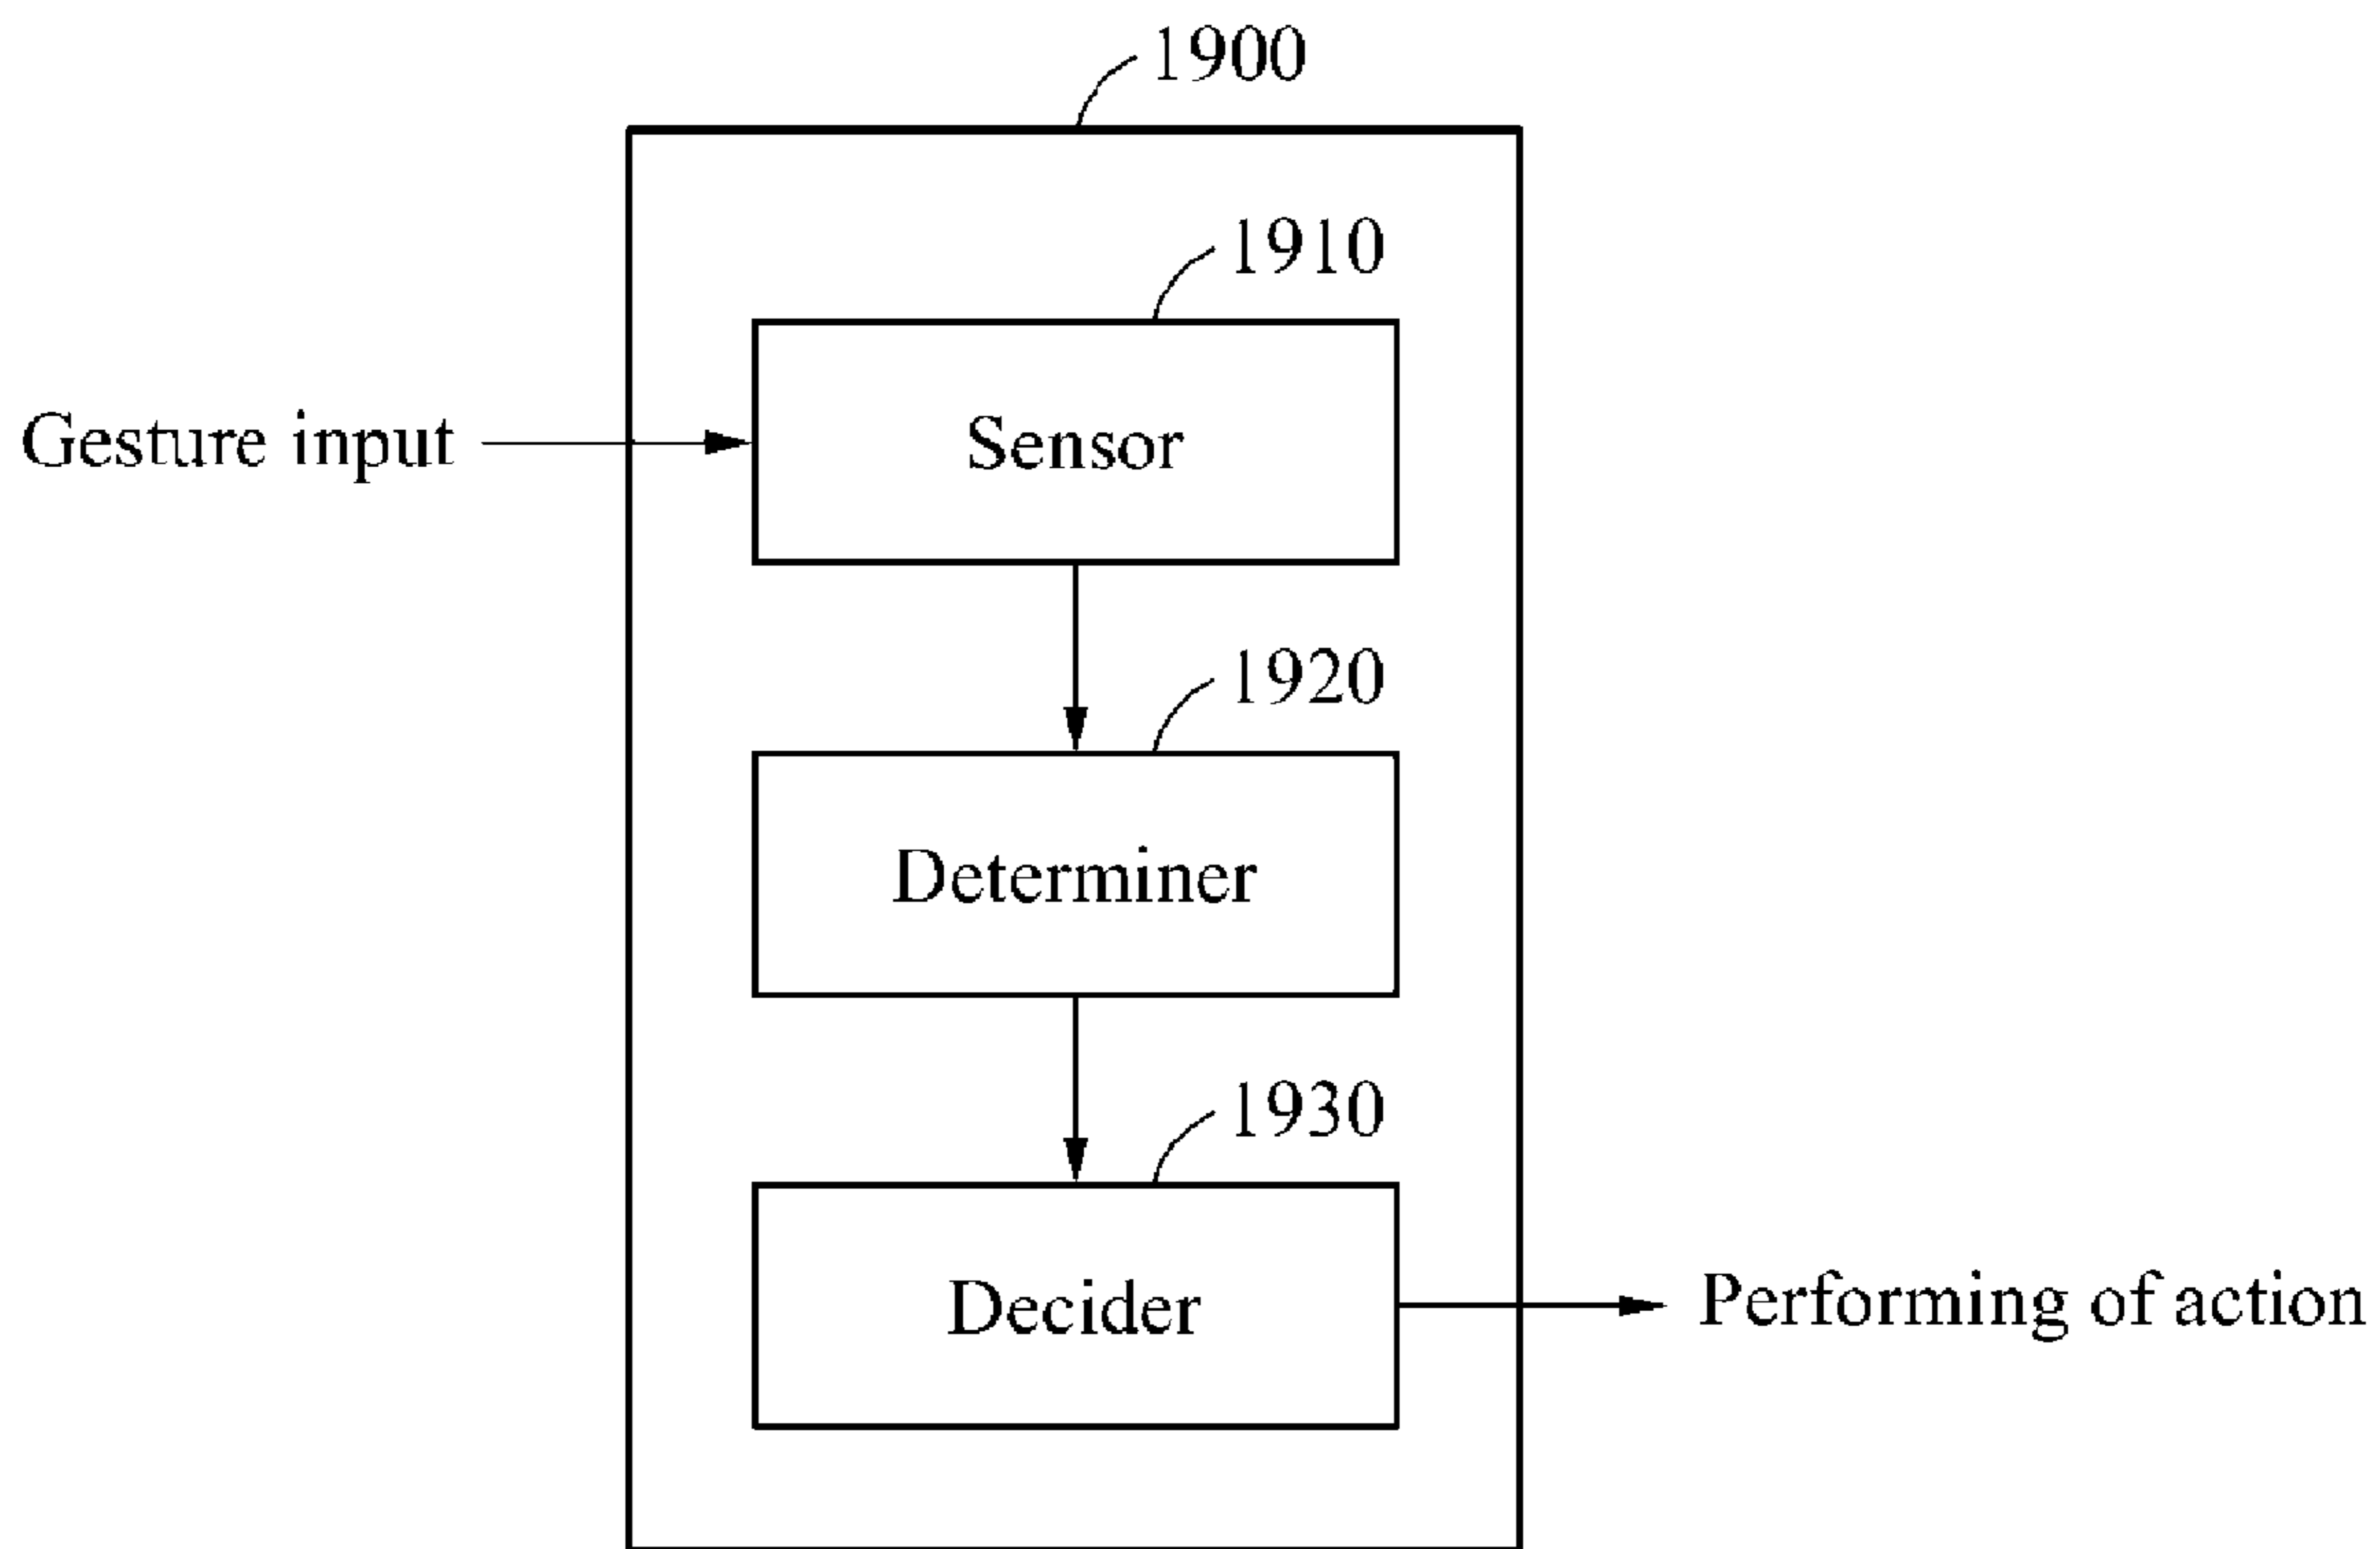 1900
1910
Gesture input
Sensor
1920
Determiner
1930
Decider
Performing of action